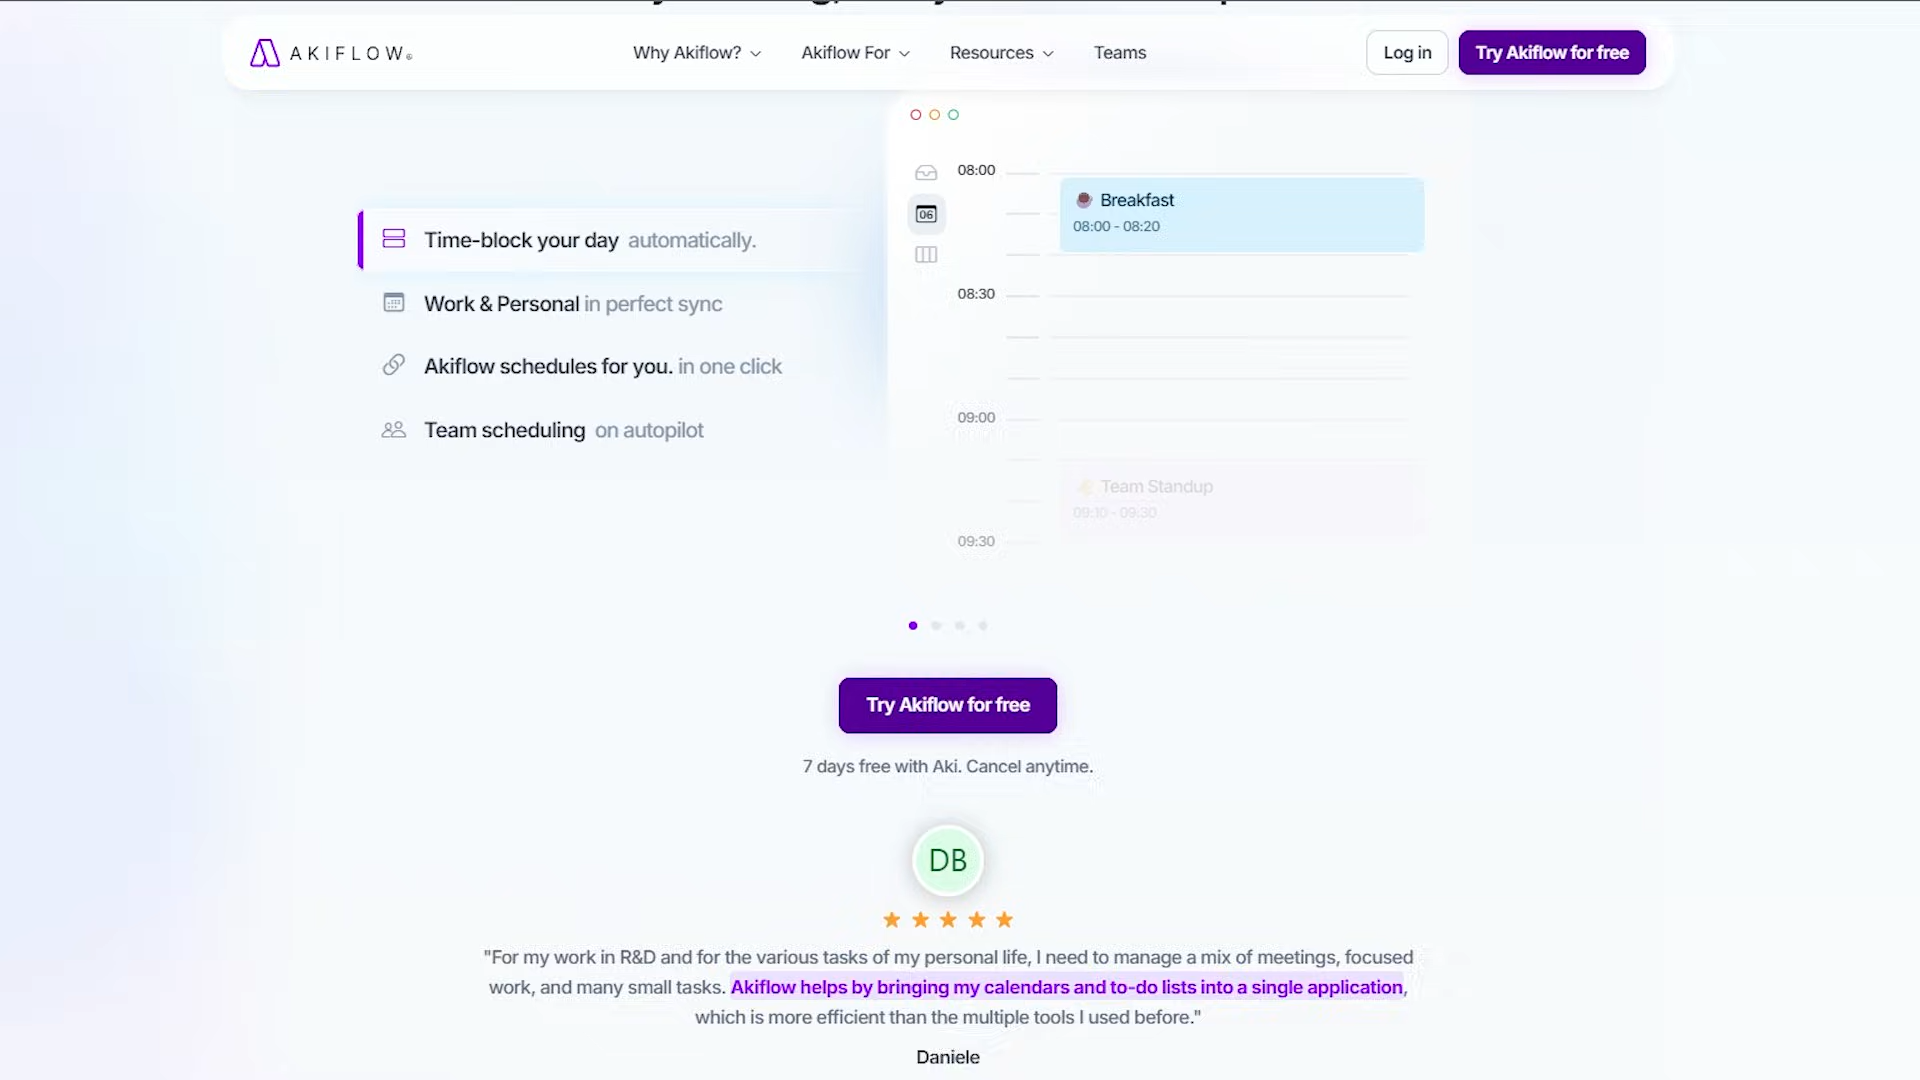 AKIFLOW®
Why Akiflow?
Akiflow For
Resources
Teams
Log in
Try Akiflow for free
Time-block your day automatically.
Work & Personal in perfect sync
Akiflow schedules for you. in one click
Team scheduling on autopilot
06
08:00
Breakfast
08:00 - 08:20
08:30
09:00
Team Standup
09:10 - 09:30
09:30
Try Akiflow for free
7 days free with Aki. Cancel anytime.
DB
"For my work in R&D and for the various tasks of my personal life, I need to manage a mix of meetings, focused
work, and many small tasks. Akiflow helps by bringing my calendars and to-do lists into a single application,
which is more efficient than the multiple tools I used before."
Daniele